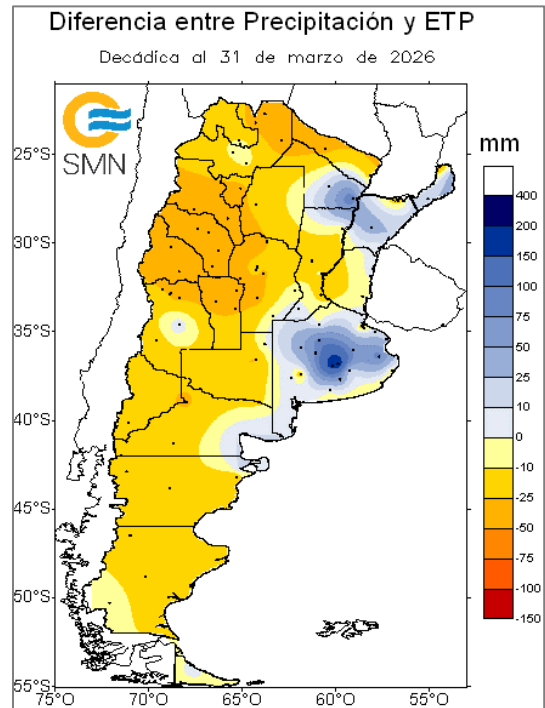 Diferencia entre Precipitación y ETP
Decádica al 31 de marzo de 2026
SMN
mm
400
200
150
100
75
50
25
10
0
-10
-25
-50
-75
-100
-150
25°S
30°S
35°S
40°S
45°S
50°S
55°S
75°O 70°O 65°O 60°O 55°O